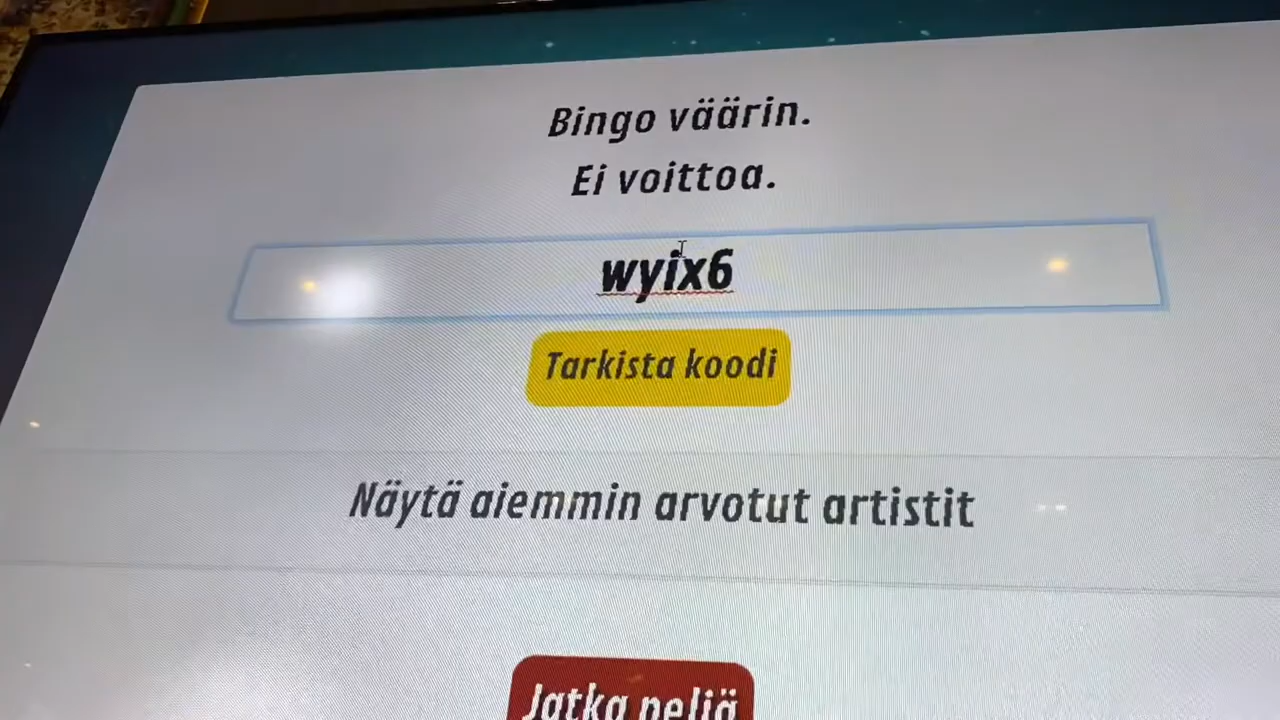 Bingo väärin.
Ei voittoa.
wyix6
Tarkista koodi
Näytä aiemmin arvotut artistit
Jatka peliä